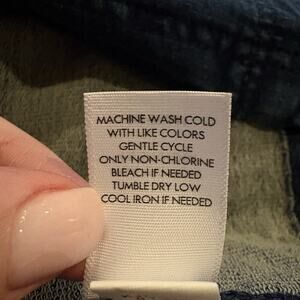 MACHINE WASH COLD
WITH LIKE COLORS
GENTLE CYCLE
ONLY NON-CHLORINE
BLEACH IF NEEDED
TUMBLE DRY LOW
COOL IRON IF NEEDED